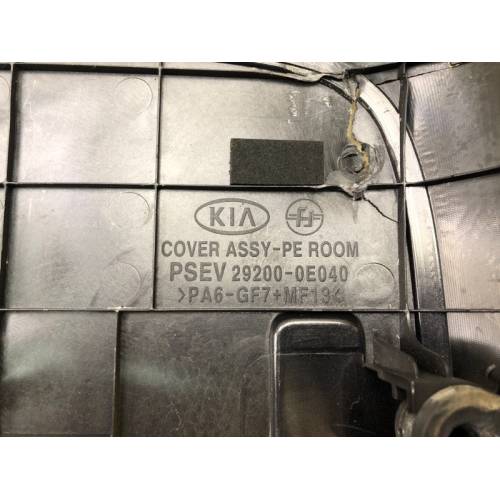 KIA
COVER ASSY-PE ROOM
PSEV 29200-0E040
>PA6-GF7+MF13<